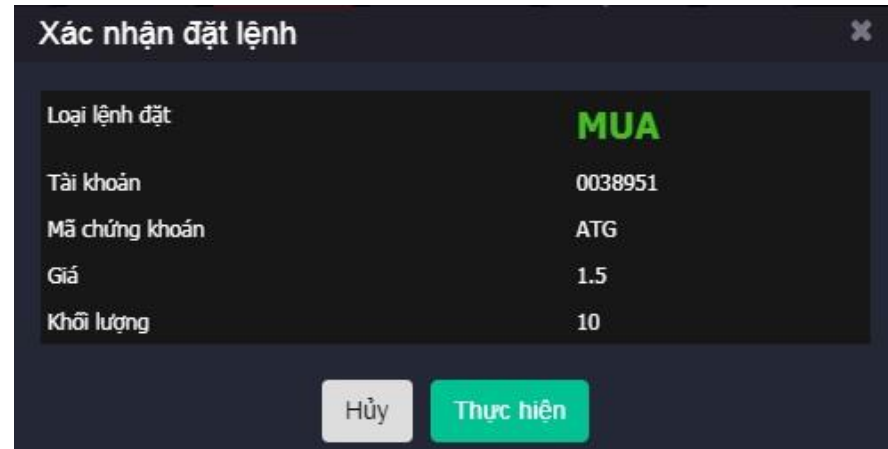 Xác nhận đặt lệnh
Loại lệnh đặt MUA
Tài khoản 0038951
Mã chứng khoán ATG
Giá 1.5
Khối lượng 10
Hủy Thực hiện